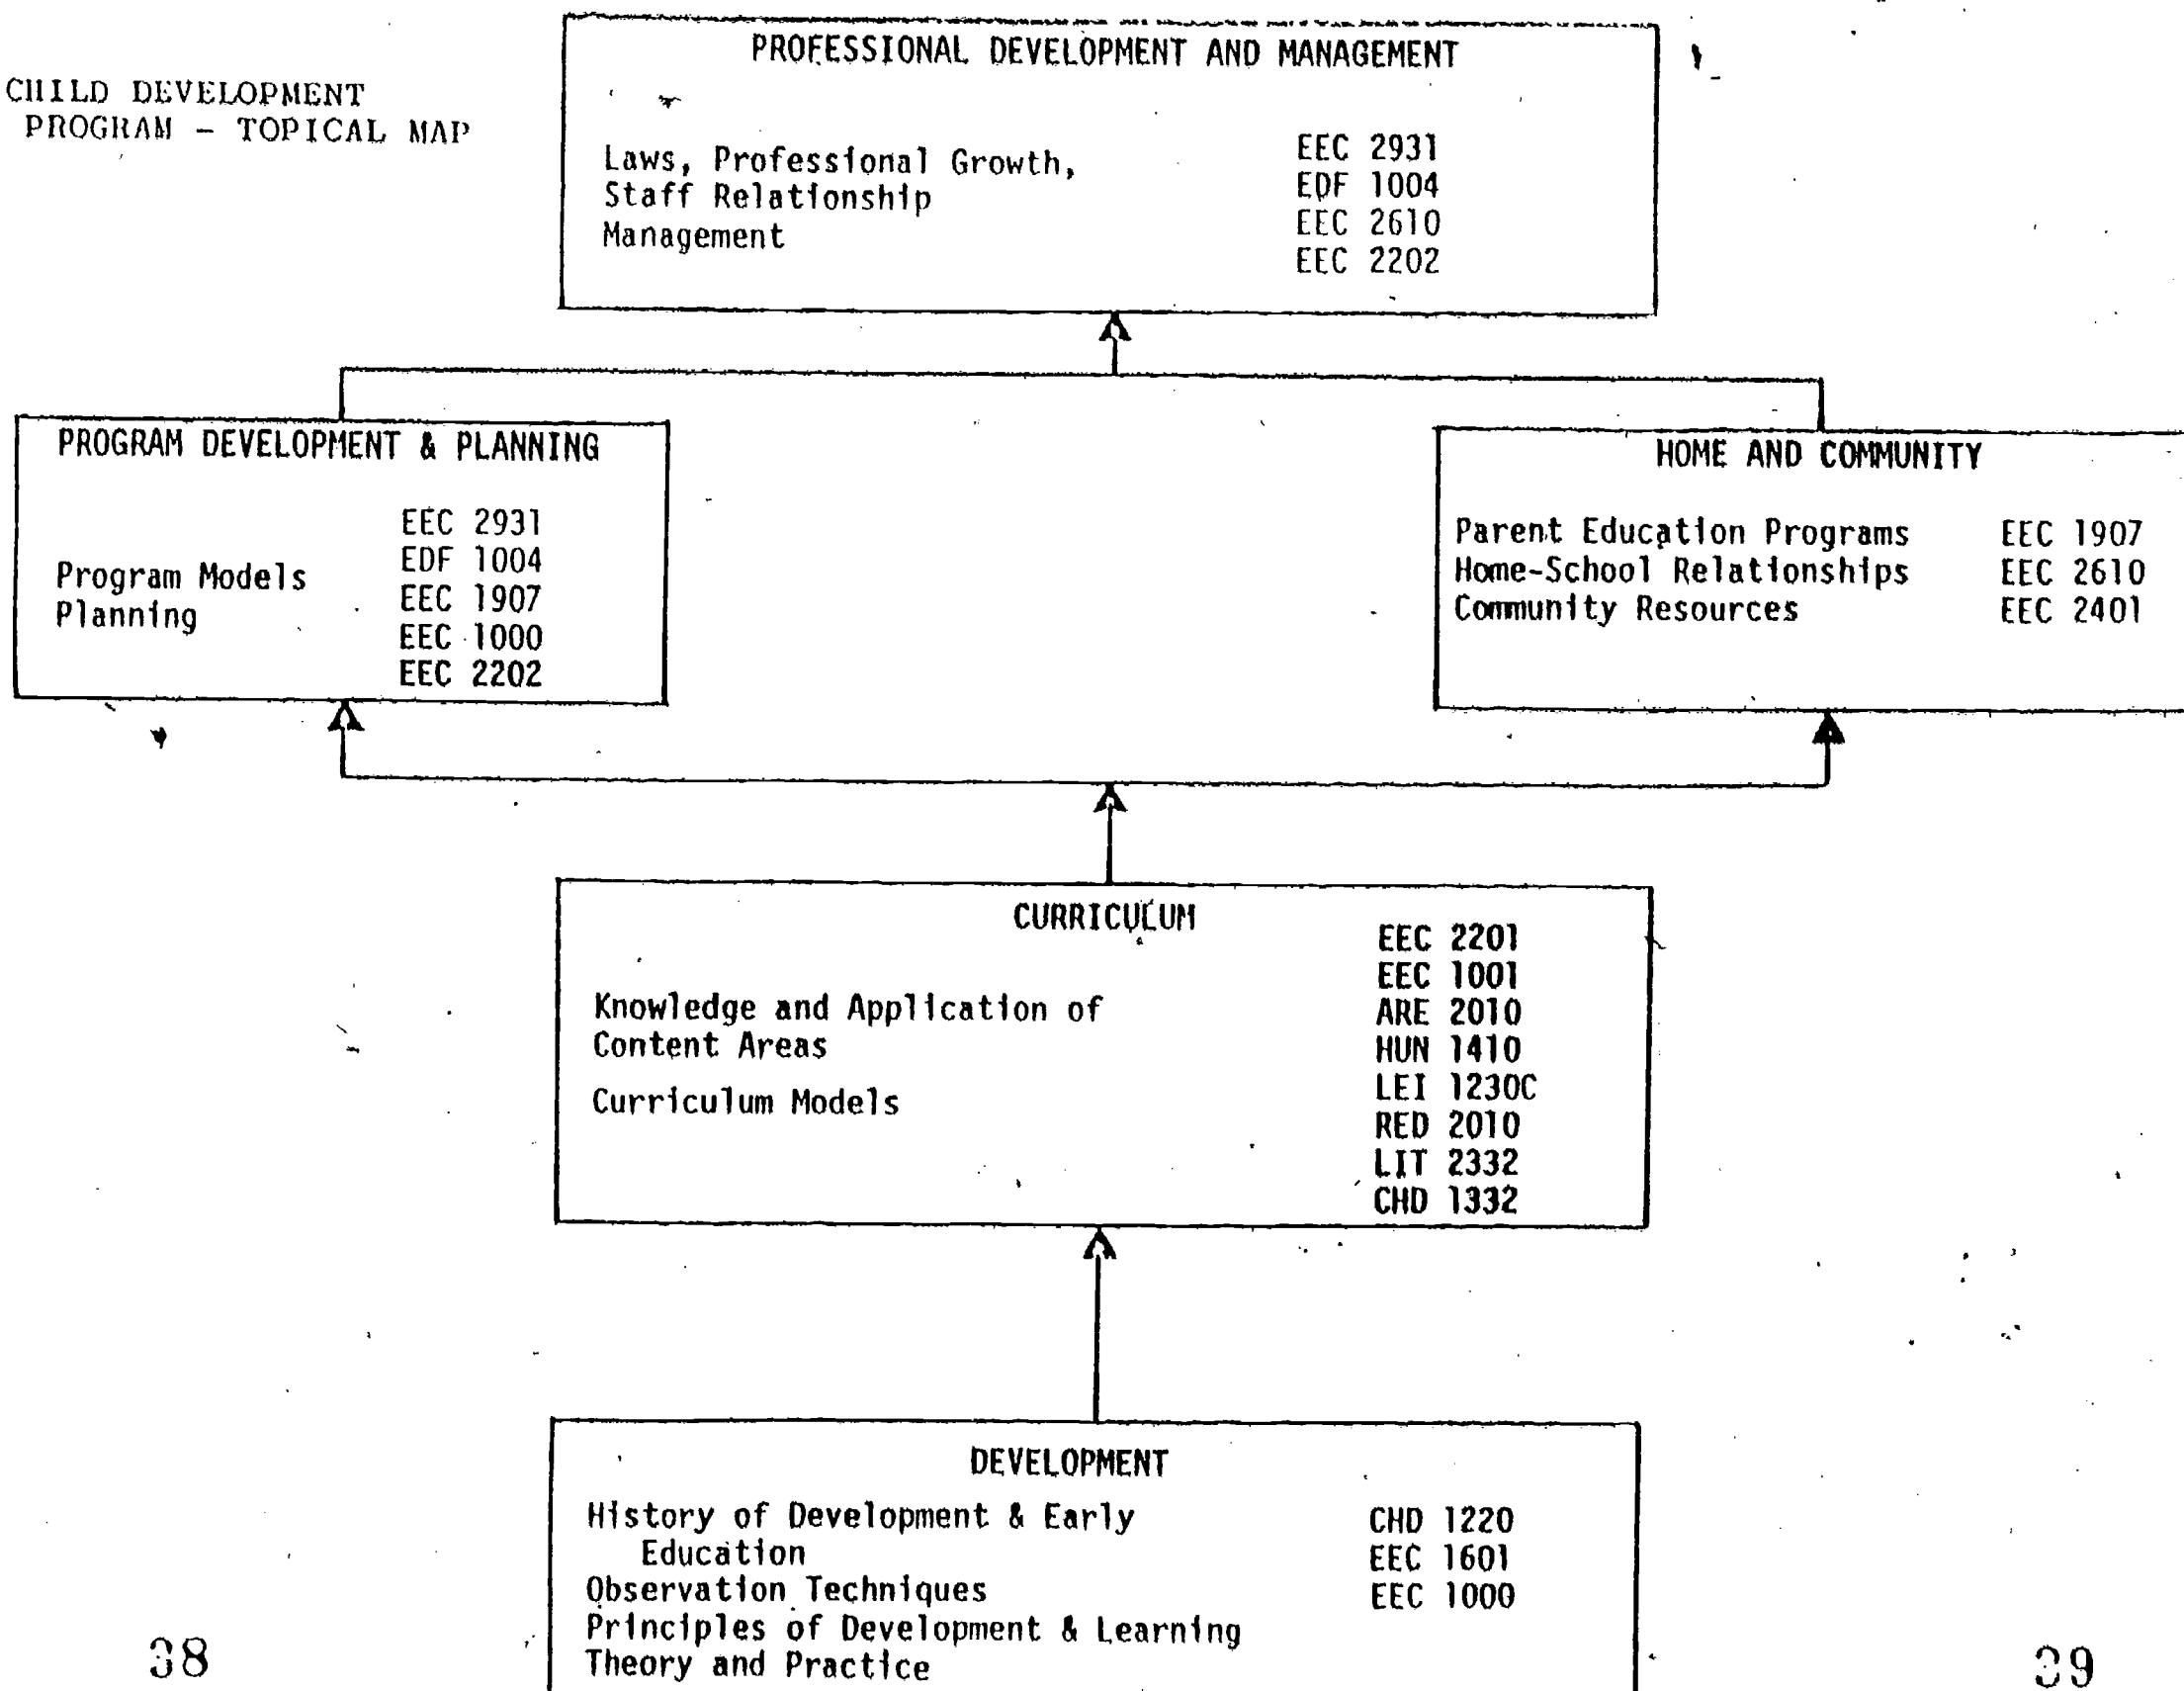 CHILD DEVELOPMENT
PROGRAM - TOPICAL MAP
PROFESSIONAL DEVELOPMENT AND MANAGEMENT
Laws, Professional Growth,
Staff Relationship
Management
EEC 2931
EDF 1004
EEC 2610
EEC 2202
PROGRAM DEVELOPMENT & PLANNING
Program Models
Planning
EEC 2931
EDF 1004
EEC 1907
EEC 1000
EEC 2202
HOME AND COMMUNITY
Parent Education Programs EEC 1907
Home-School Relationships EEC 2610
Community Resources EEC 2401
CURRICULUM
Knowledge and Application of
Content Areas
Curriculum Models
EEC 2201
EEC 1001
ARE 2010
HUN 1410
LEI 1230C
RED 2010
LIT 2332
CHD 1332
DEVELOPMENT
History of Development & Early
Education
Observation Techniques
Principles of Development & Learning
Theory and Practice
CHD 1220
EEC 1601
EEC 1000
38
39